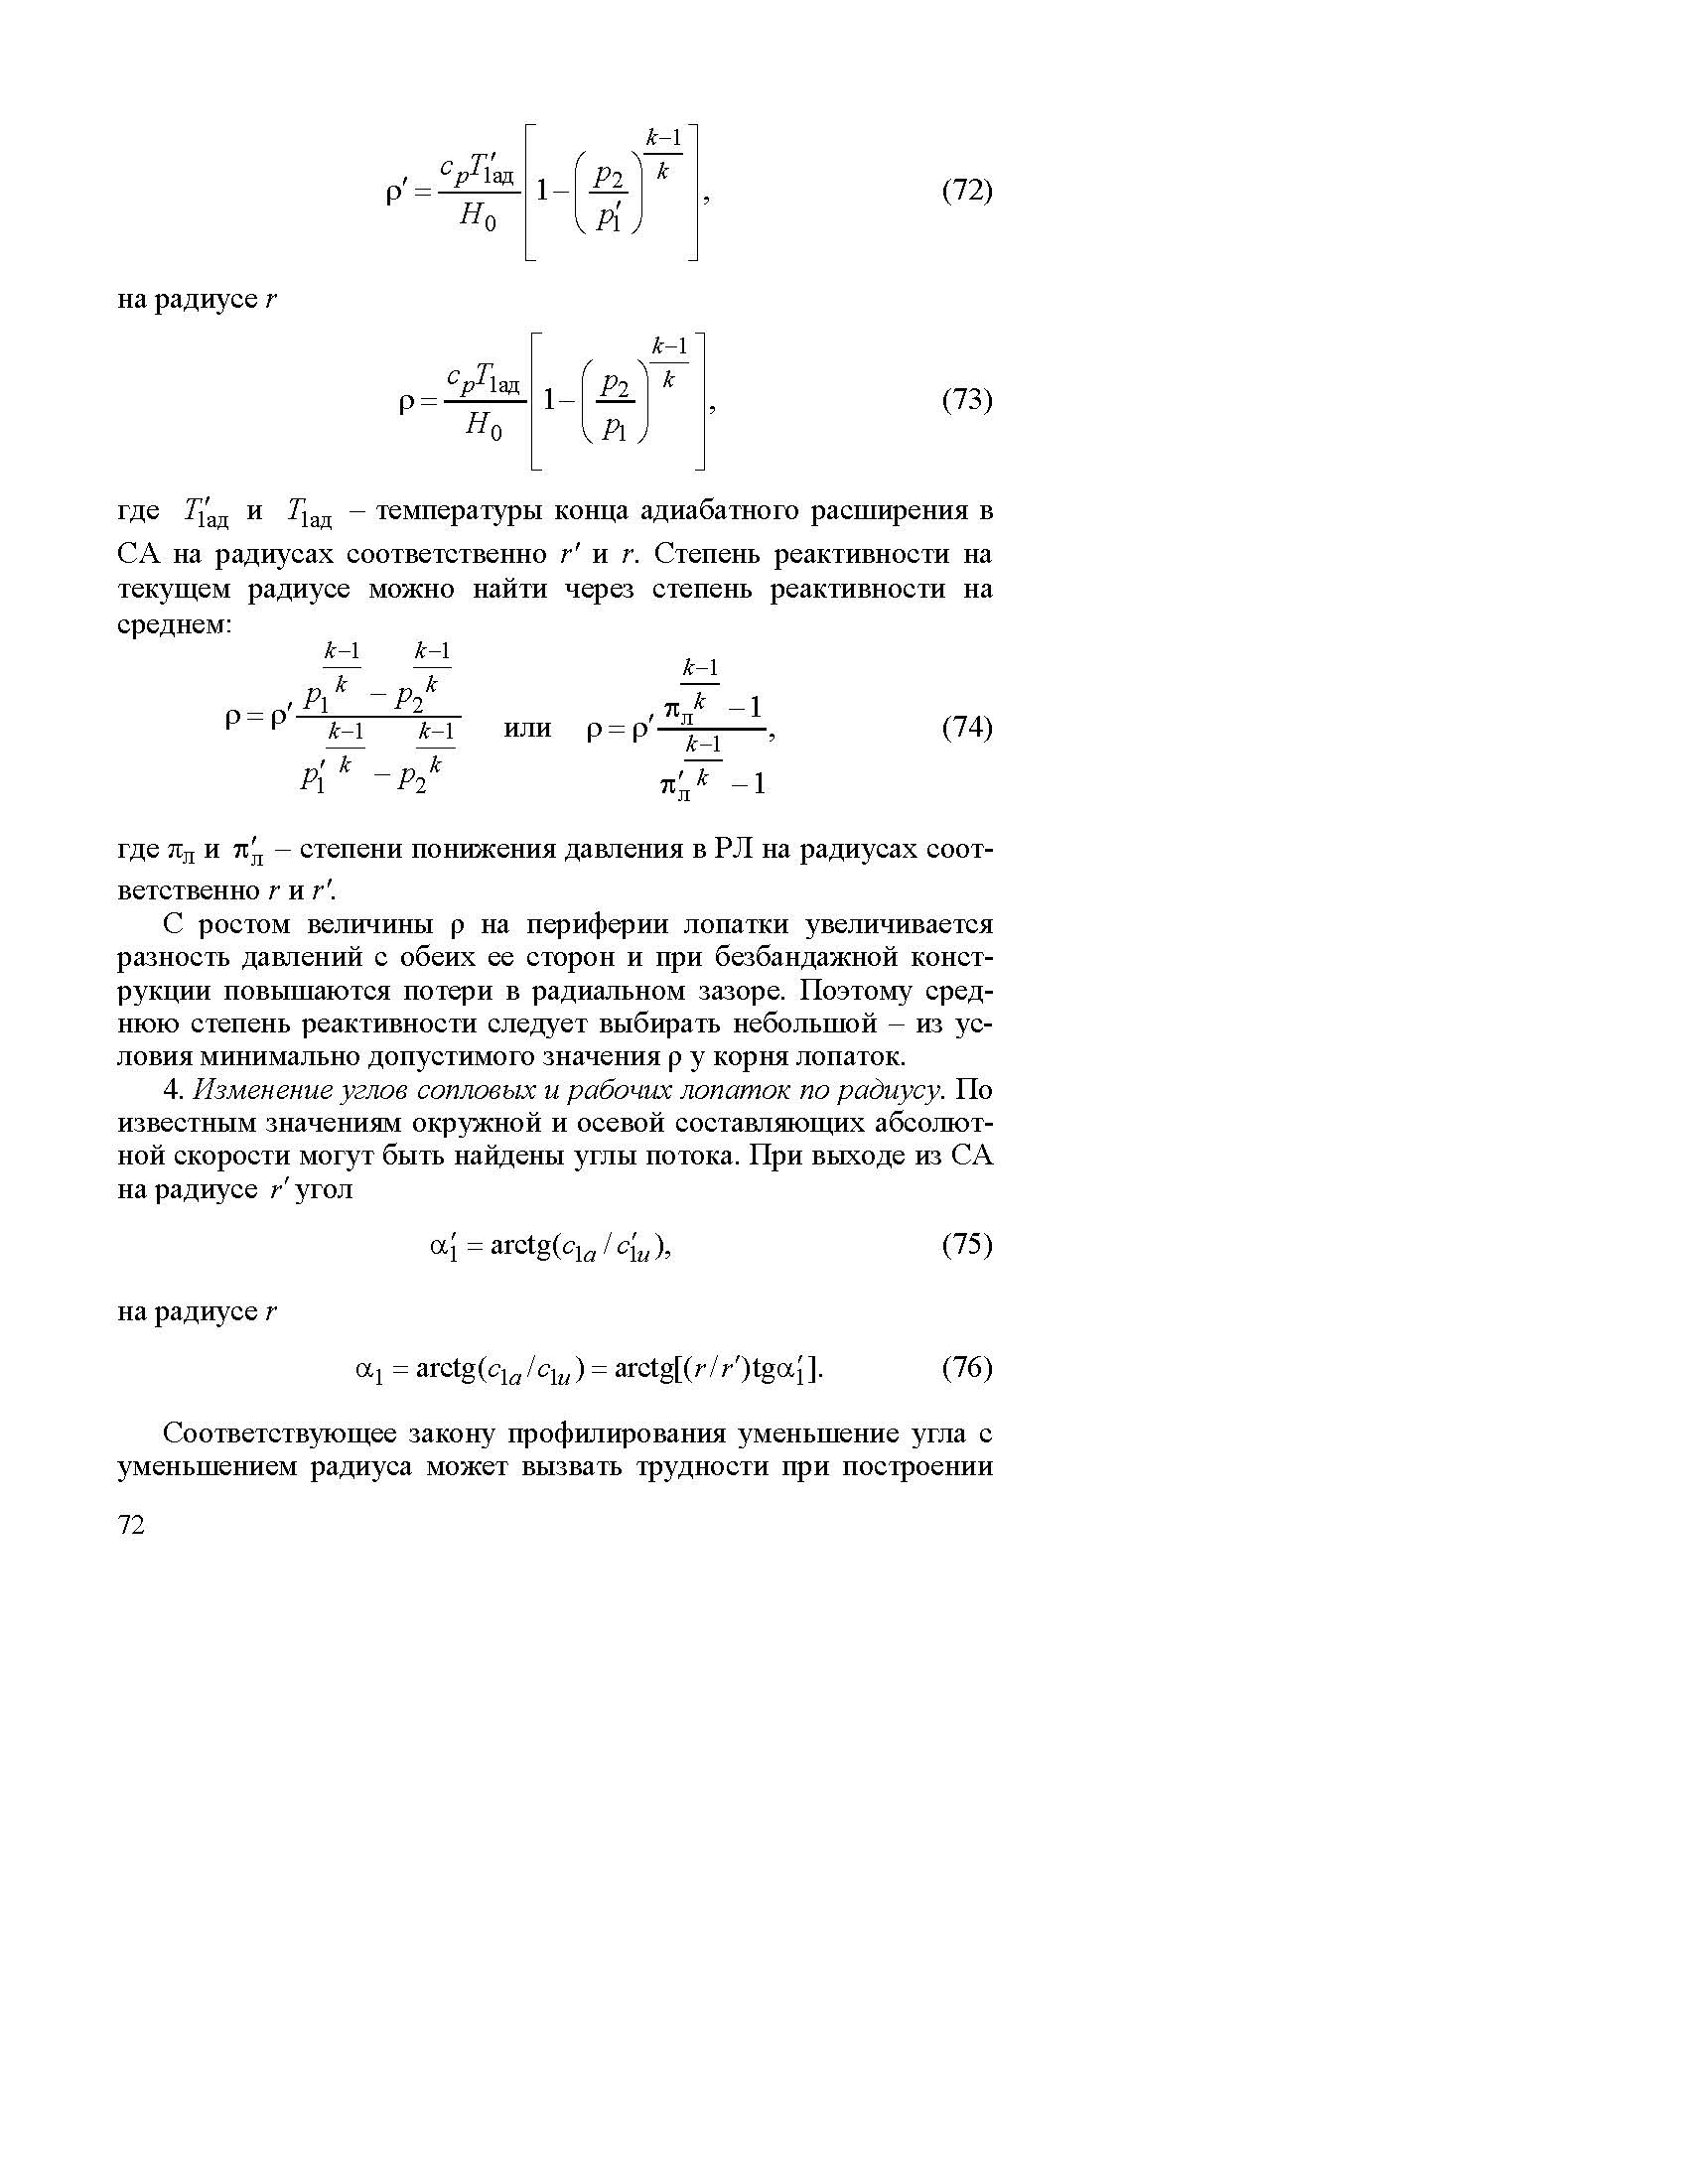 ρ′ = (c_p T′_1ад / H_0) [1 − (p_2 / p′_1)^((k−1)/k)], (72)
на радиусе r
ρ = (c_p T_1ад / H_0) [1 − (p_2 / p_1)^((k−1)/k)], (73)
где T′_1ад и T_1ад – температуры конца адиабатного расширения в
СА на радиусах соответственно r′ и r. Степень реактивности на
текущем радиусе можно найти через степень реактивности на
среднем:
ρ = ρ′ (p_1^((k−1)/k) − p_2^((k−1)/k)) / (p′_1^((k−1)/k) − p_2^((k−1)/k)) или ρ = ρ′ (π_л^((k−1)/k) − 1) / (π′_л^((k−1)/k) − 1), (74)
где π_л и π′_л – степени понижения давления в РЛ на радиусах соот-
ветственно r и r′.
С ростом величины ρ на периферии лопатки увеличивается
разность давлений с обеих ее сторон и при безбандажной конст-
рукции повышаются потери в радиальном зазоре. Поэтому сред-
нюю степень реактивности следует выбирать небольшой – из ус-
ловия минимально допустимого значения ρ у корня лопаток.
4. Изменение углов сопловых и рабочих лопаток по радиусу. По
известным значениям окружной и осевой составляющих абсолют-
ной скорости могут быть найдены углы потока. При выходе из СА
на радиусе r′ угол
α′_1 = arctg(c_1a / c′_1u), (75)
на радиусе r
α_1 = arctg(c_1a/c_1u) = arctg[(r/r′)tgα′_1]. (76)
Соответствующее закону профилирования уменьшение угла с
уменьшением радиуса может вызвать трудности при построении
72